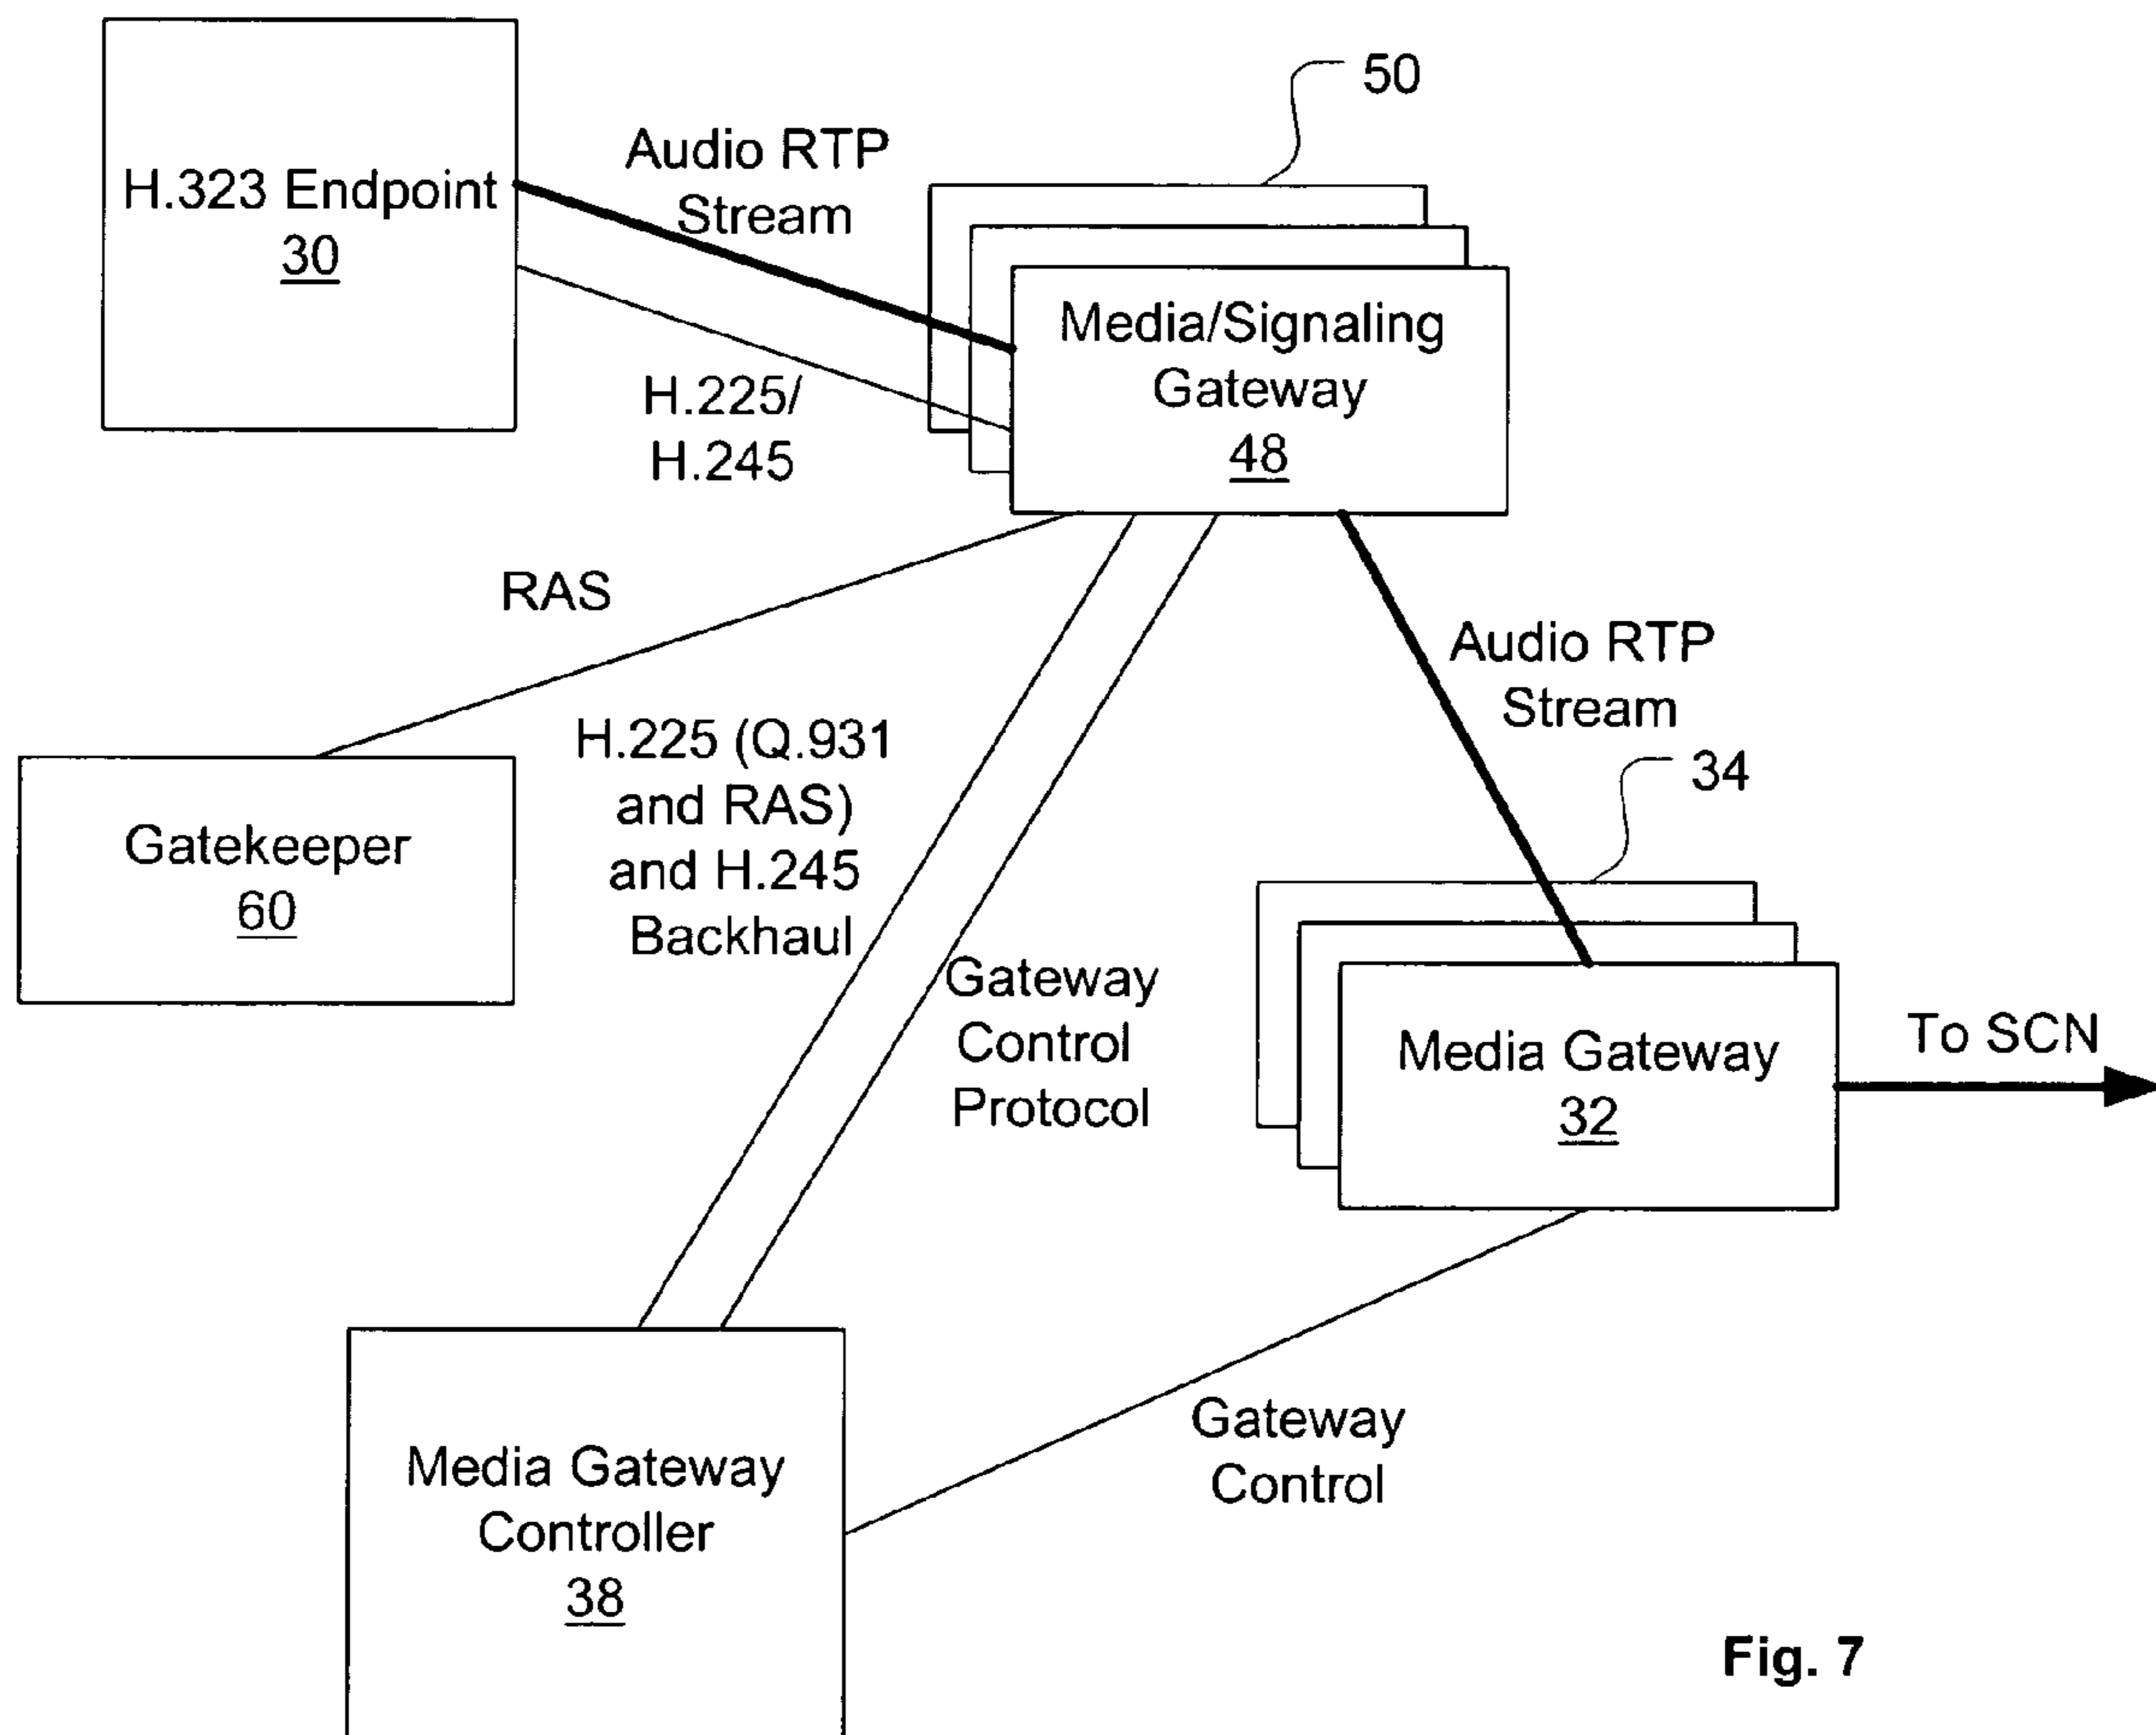 50
Audio RTP
Stream
H.323 Endpoint
30
Media/Signaling
Gateway
48
H.225/
H.245
RAS
Audio RTP
Stream
H.225 (Q.931
and RAS)
and H.245
Backhaul
34
Gatekeeper
60
Gateway
Control
Protocol
To SCN
Media Gateway
32
Gateway
Control
Media Gateway
Controller
38
Fig. 7